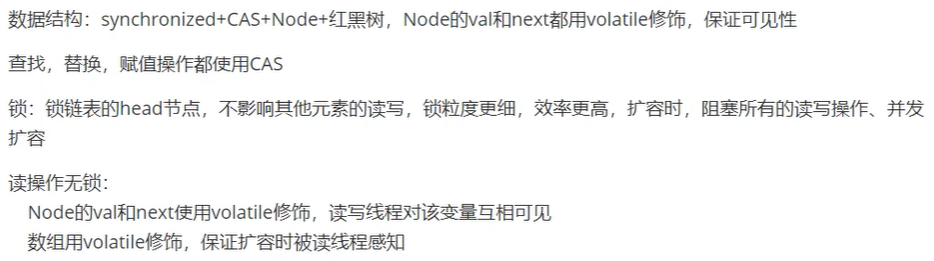 数据结构：synchronized+CAS+Node+红黑树，Node的val和next都用volatile修饰，保证可见性
查找，替换，赋值操作都使用CAS
锁：锁链表的head节点，不影响其他元素的读写，锁粒度更细，效率更高，扩容时，阻塞所有的读写操作、并发
扩容
读操作无锁：
Node的val和next使用volatile修饰，读写线程对该变量互相可见
数组用volatile修饰，保证扩容时被读线程感知